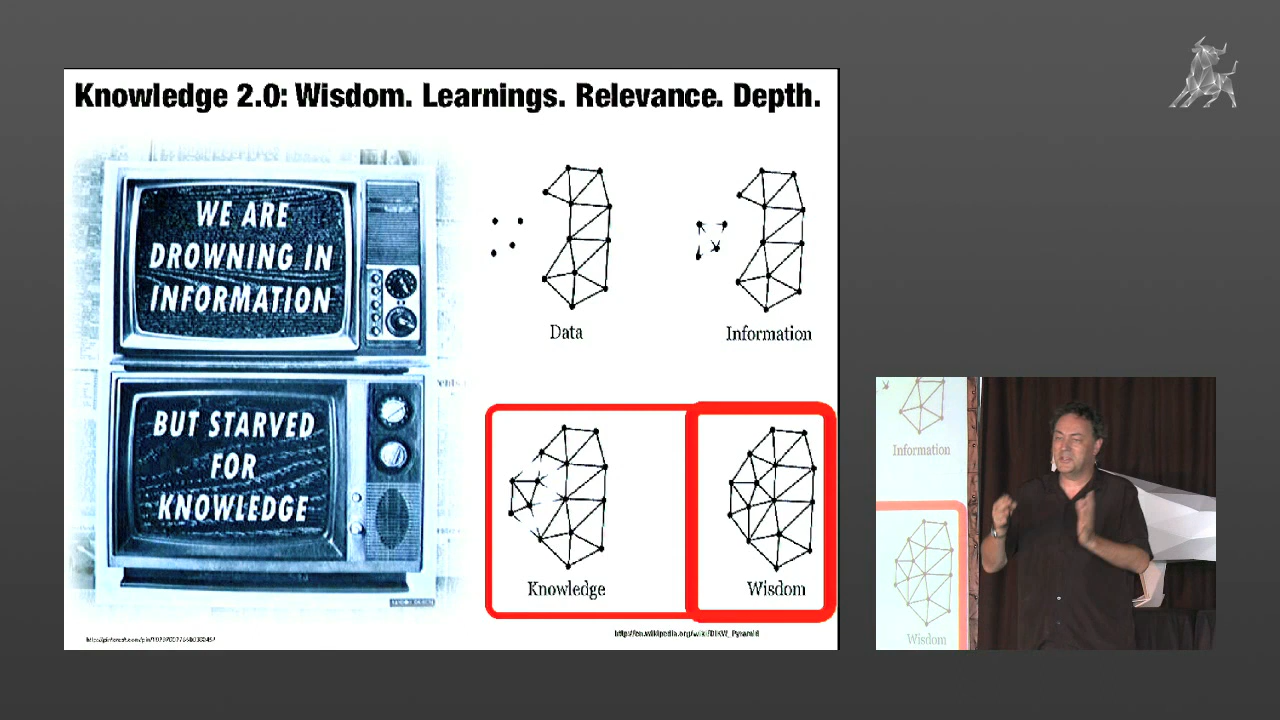 Knowledge 2.0: Wisdom. Learnings. Relevance. Depth.
WE ARE
DROWNING IN
INFORMATION
BUT STARVED
FOR
KNOWLEDGE
Data
Information
Knowledge
Wisdom
http://en.wikipedia.org/wiki/DIKW_Pyramid
Information
Wisdom